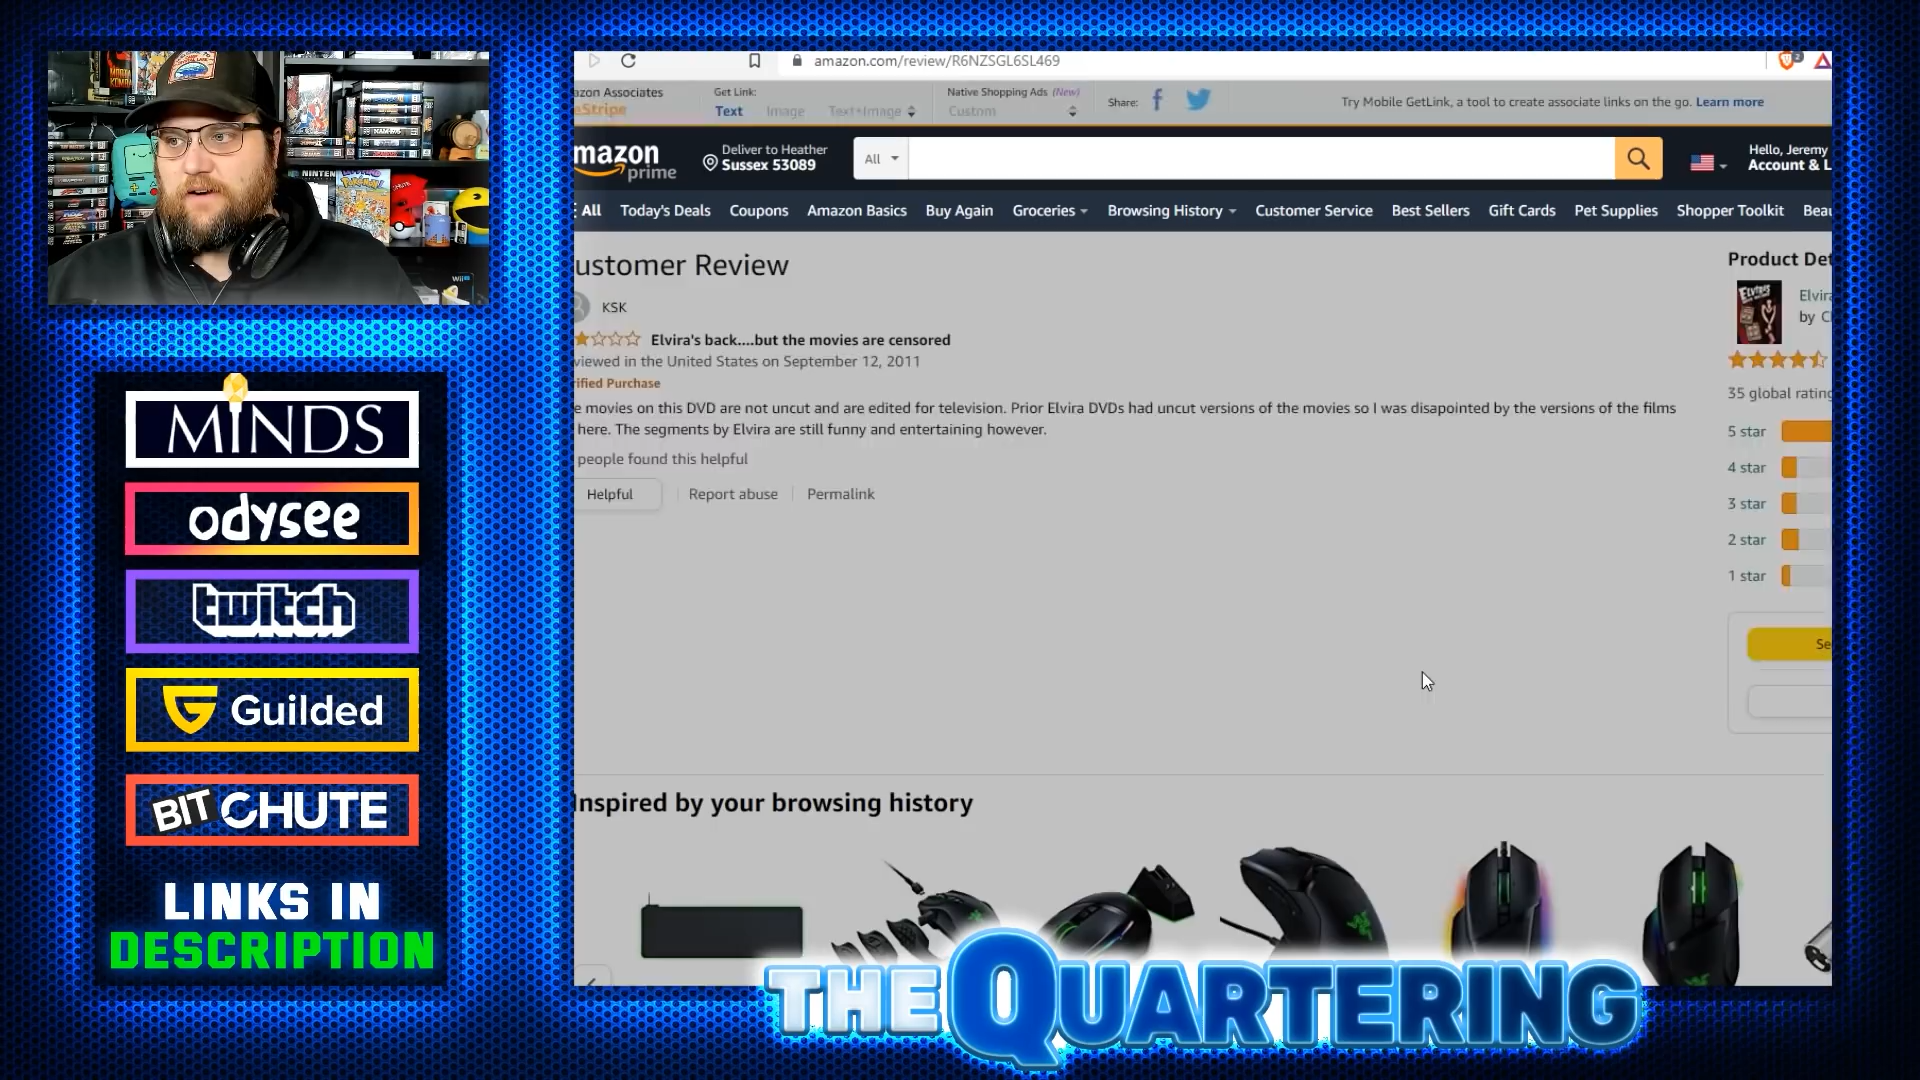 amazon.com/review/R6NZSGL6SL469
2
azon Associates
eStripe
Get Link:
Text Image Text+Image
Native Shopping Ads (New)
Custom
Share:
Try Mobile GetLink, a tool to create associate links on the go. Learn more
mazon
prime
Deliver to Heather
Sussex 53089
All
Hello, Jeremy
Account & L
All Today's Deals Coupons Amazon Basics Buy Again Groceries Browsing History Customer Service Best Sellers Gift Cards Pet Supplies Shopper Toolkit Beau
ustomer Review
KSK
Elvira's back....but the movies are censored
viewed in the United States on September 12, 2011
rified Purchase
e movies on this DVD are not uncut and are edited for television. Prior Elvira DVDs had uncut versions of the movies so I was disapointed by the versions of the films
here. The segments by Elvira are still funny and entertaining however.
people found this helpful
Helpful
Report abuse
Permalink
Product Det
Elvira
by C
35 global rating
5 star
4 star
3 star
2 star
1 star
Se
Inspired by your browsing history
MINDS
odysee
twitch
Guilded
BITCHUTE
LINKS IN
DESCRIPTION
THE QUARTERING